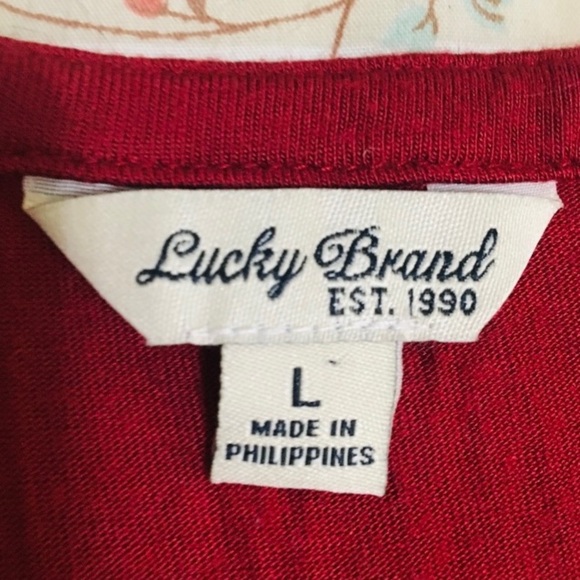 Lucky Brand
EST. 1990
L
MADE IN
PHILIPPINES